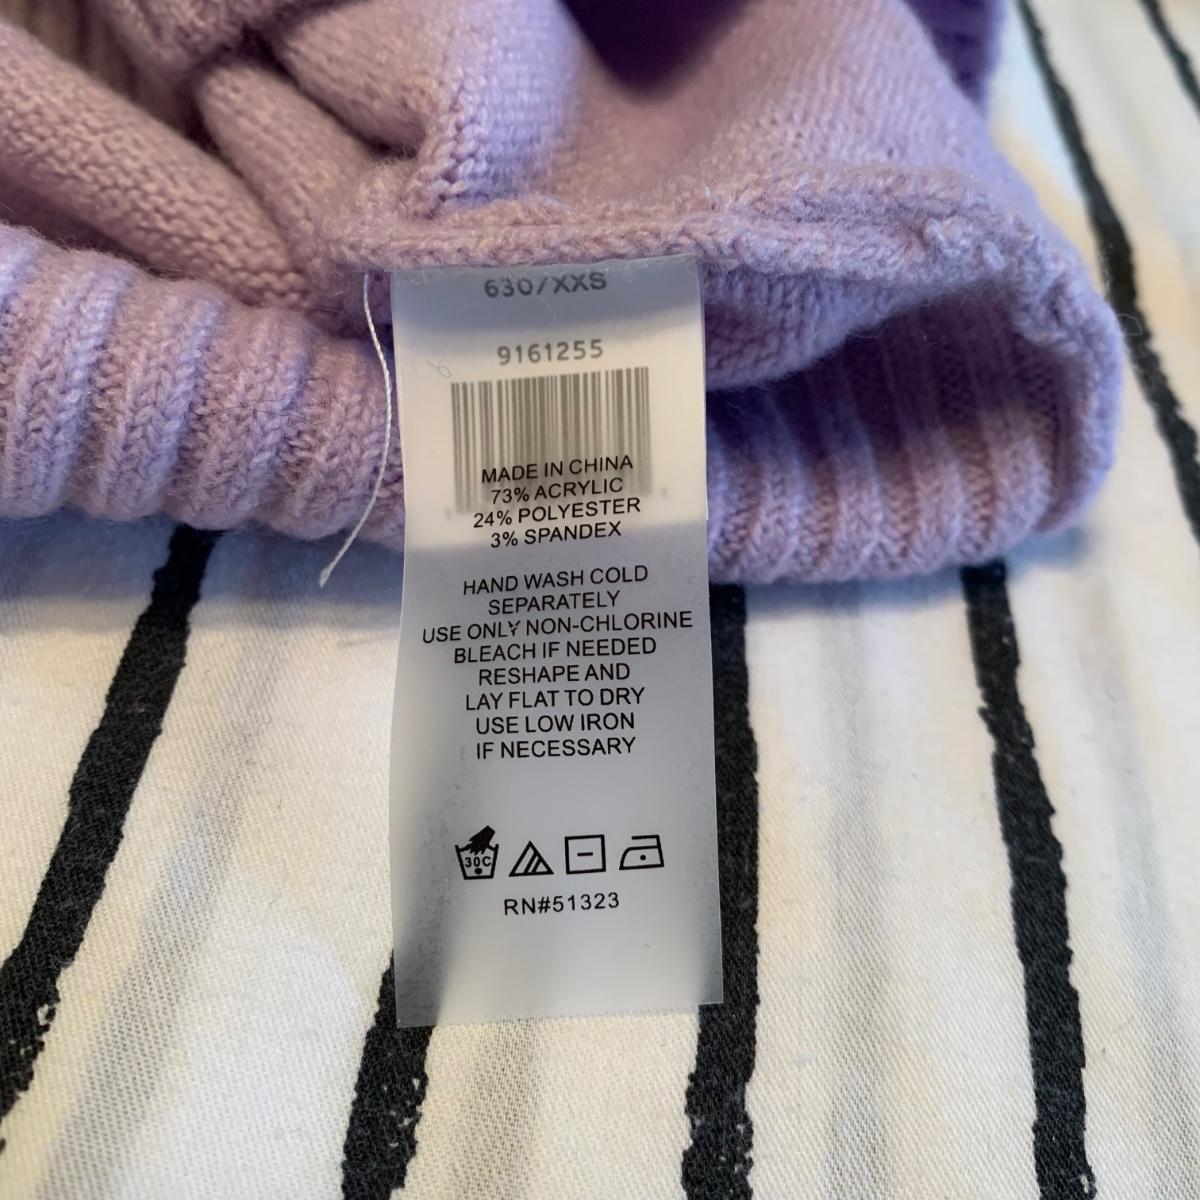 630/XXS
9161255
MADE IN CHINA
73% ACRYLIC
24% POLYESTER
3% SPANDEX
HAND WASH COLD
SEPARATELY
USE ONLY NON-CHLORINE
BLEACH IF NEEDED
RESHAPE AND
LAY FLAT TO DRY
USE LOW IRON
IF NECESSARY
30C
RN#51323